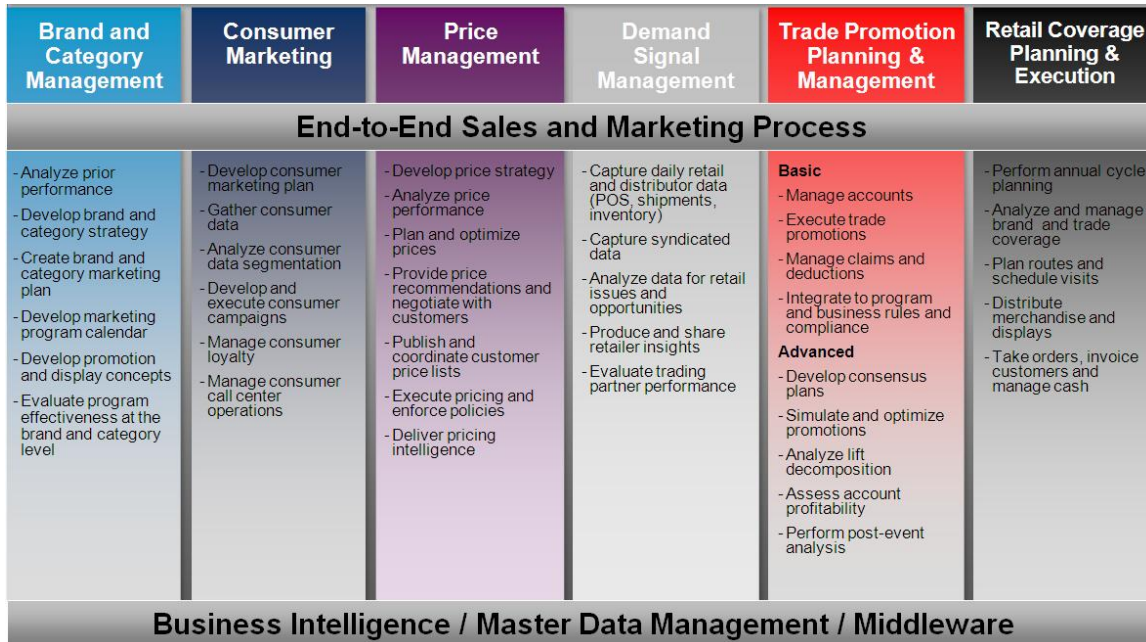 Brand and
Category
Management
Consumer
Marketing
Price
Management
Demand
Signal
Management
Trade Promotion
Planning &
Management
Retail Coverage
Planning &
Execution
End-to-End Sales and Marketing Process
- Analyze prior
performance
- Develop brand and
category strategy
- Create brand and
category marketing
plan
- Develop marketing
program calendar
- Develop promotion
and display concepts
- Evaluate program
effectiveness at the
brand and category
level
- Develop consumer
marketing plan
- Gather consumer
data
- Analyze consumer
data segmentation
- Develop and
execute consumer
campaigns
- Manage consumer
loyalty
- Manage consumer
call center
operations
- Develop price strategy
- Analyze price
performance
- Plan and optimize
prices
- Provide price
recommendations and
negotiate with
customers
- Publish and
coordinate customer
price lists
- Execute pricing and
enforce policies
- Deliver pricing
intelligence
- Capture daily retail
and distributor data
(POS, shipments,
inventory)
- Capture syndicated
data
- Analyze data for retail
issues and
opportunities
- Produce and share
retailer insights
- Evaluate trading
partner performance
Basic
- Manage accounts
- Execute trade
promotions
- Manage claims and
deductions
- Integrate to program
and business rules and
compliance
Advanced
- Develop consensus
plans
- Simulate and optimize
promotions
- Analyze lift
decomposition
- Assess account
profitability
- Perform post-event
analysis
- Perform annual cycle
planning
- Analyze and manage
brand and trade
coverage
- Plan routes and
schedule visits
- Distribute
merchandise and
displays
- Take orders, invoice
customers and
manage cash
Business Intelligence / Master Data Management / Middleware